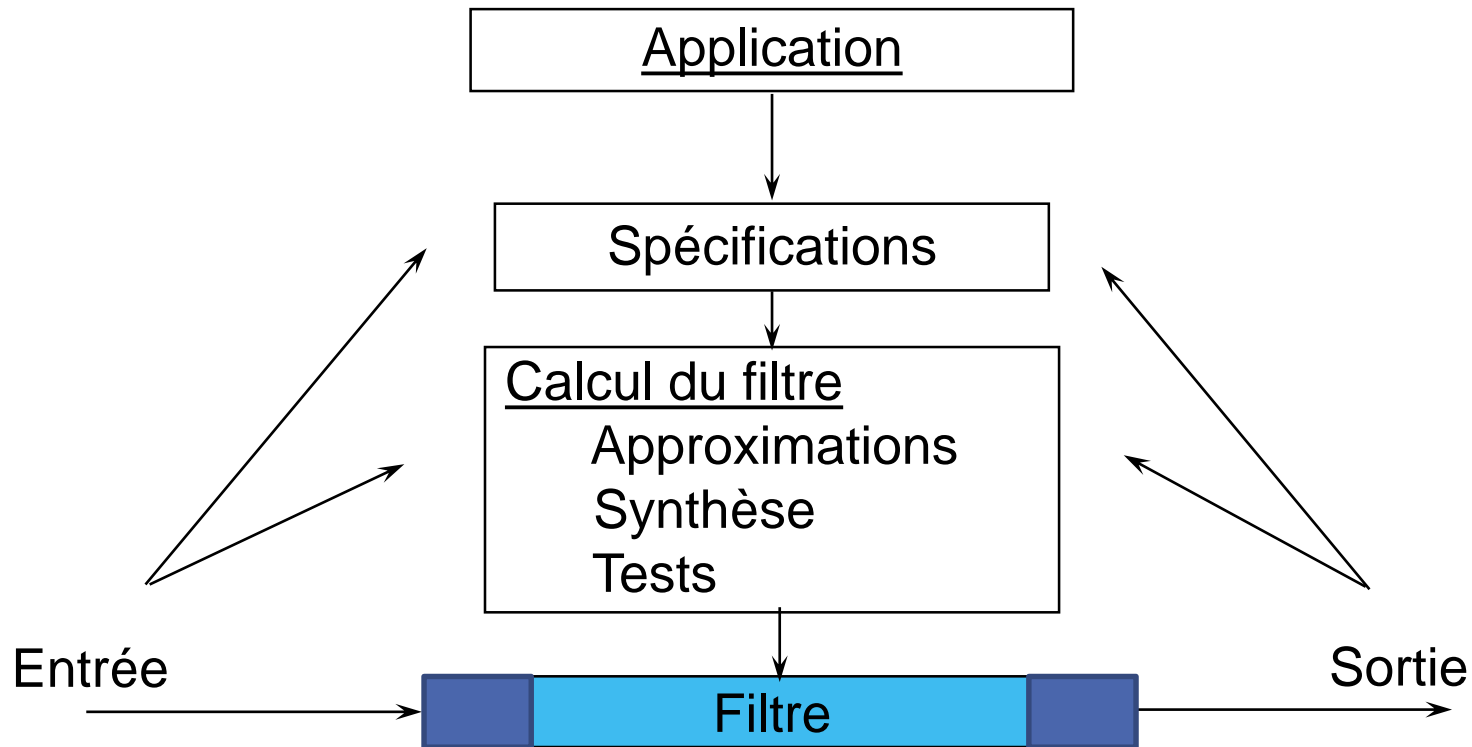 Application
Spécifications
Calcul du filtre
Approximations
Synthèse
Tests
Entrée
Sortie
Filtre